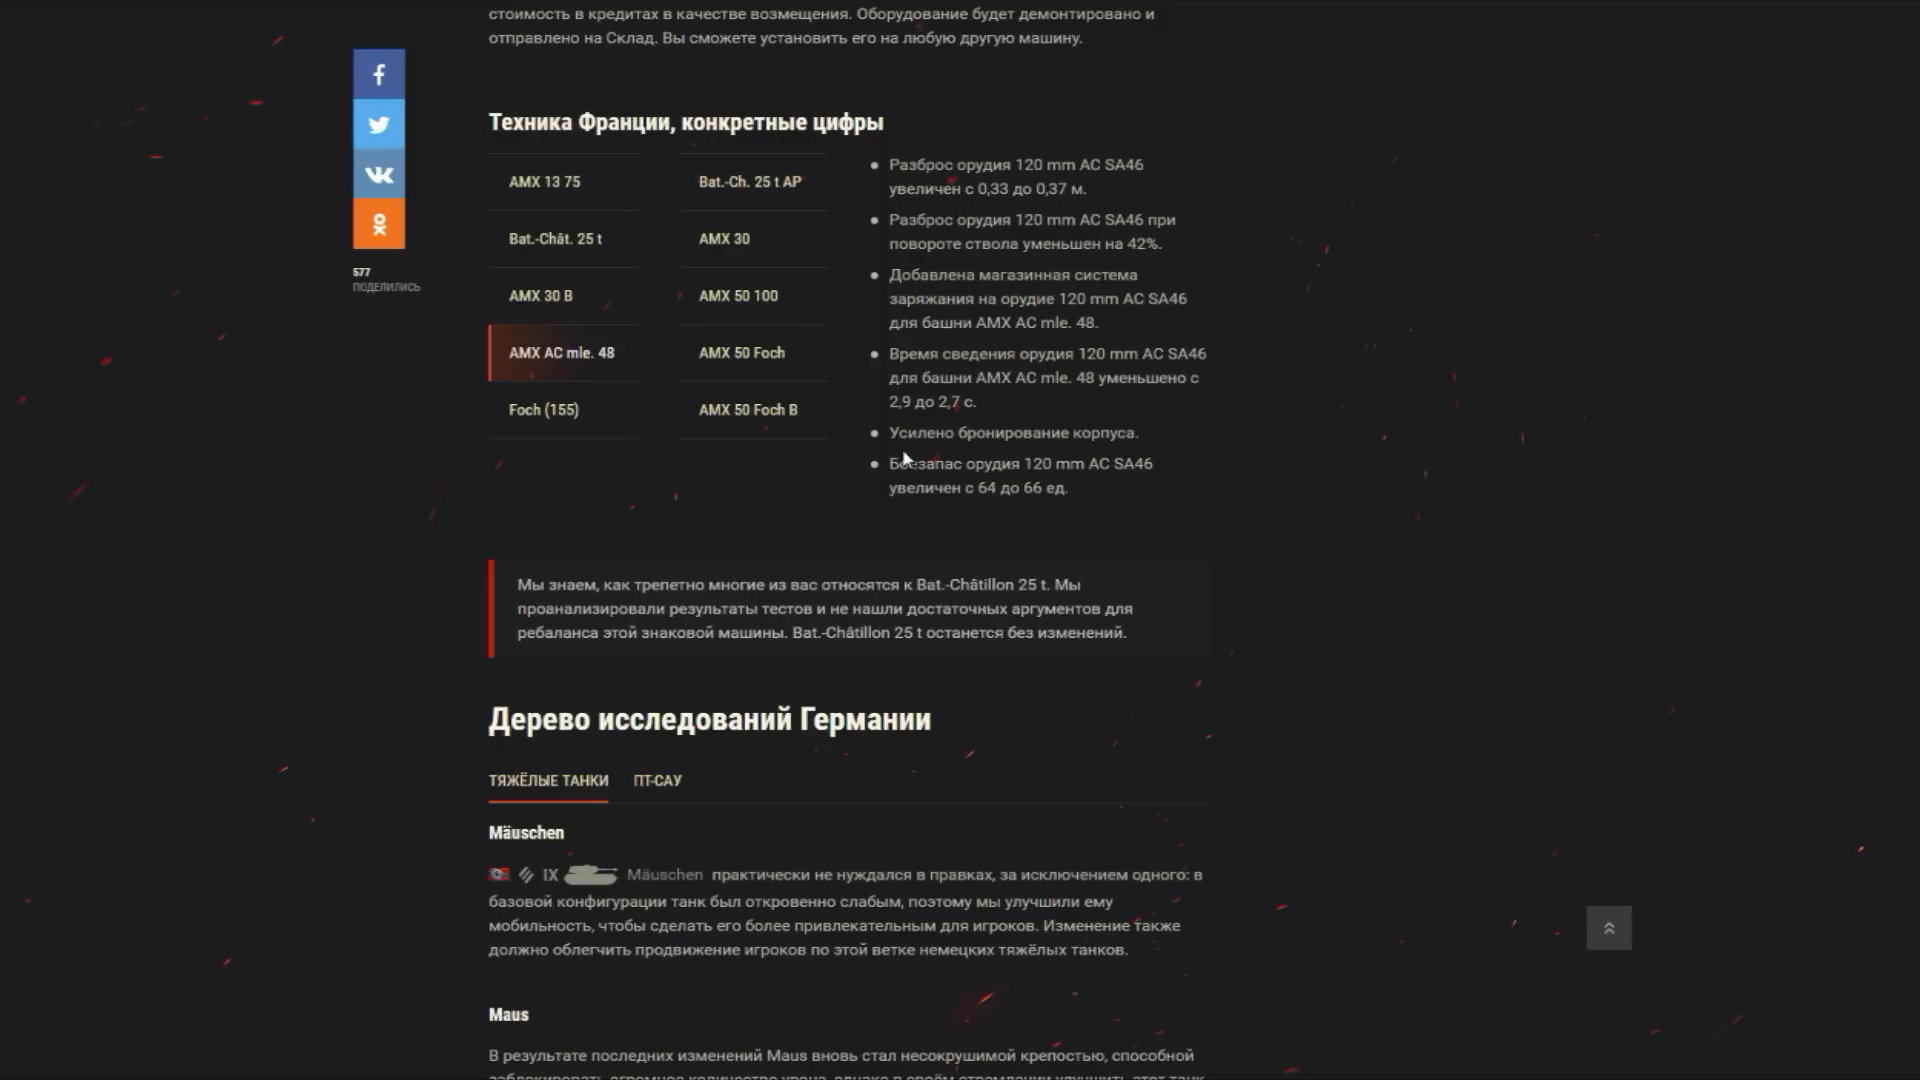 стоимость в кредитах в качестве возмещения. Оборудование будет демонтировано и
отправлено на Склад. Вы сможете установить его на любую другую машину.
577
ПОДЕЛИЛИСЬ
Техника Франции, конкретные цифры
AMX 13 75
Bat.-Ch. 25 t AP
Bat.-Chât. 25 t
AMX 30
AMX 30 B
AMX 50 100
AMX AC mle. 48
AMX 50 Foch
Foch (155)
AMX 50 Foch B
Разброс орудия 120 mm AC SA46
увеличен с 0,33 до 0,37 м.
Разброс орудия 120 mm AC SA46 при
повороте ствола уменьшен на 42%.
Добавлена магазинная система
заряжания на орудие 120 mm AC SA46
для башни AMX AC mle. 48.
Время сведения орудия 120 mm AC SA46
для башни AMX AC mle. 48 уменьшено с
2,9 до 2,7 с.
Усилено бронирование корпуса.
Боезапас орудия 120 mm AC SA46
увеличен с 64 до 66 ед.
Мы знаем, как трепетно многие из вас относятся к Bat.-Châtillon 25 t. Мы
проанализировали результаты тестов и не нашли достаточных аргументов для
ребаланса этой знаковой машины. Bat.-Châtillon 25 t останется без изменений.
Дерево исследований Германии
ТЯЖЁЛЫЕ ТАНКИ ПТ-САУ
Mäuschen
IX Mäuschen практически не нуждался в правках, за исключением одного: в
базовой конфигурации танк был откровенно слабым, поэтому мы улучшили ему
мобильность, чтобы сделать его более привлекательным для игроков. Изменение также
должно облегчить продвижение игроков по этой ветке немецких тяжёлых танков.
Maus
В результате последних изменений Maus вновь стал несокрушимой крепостью, способной